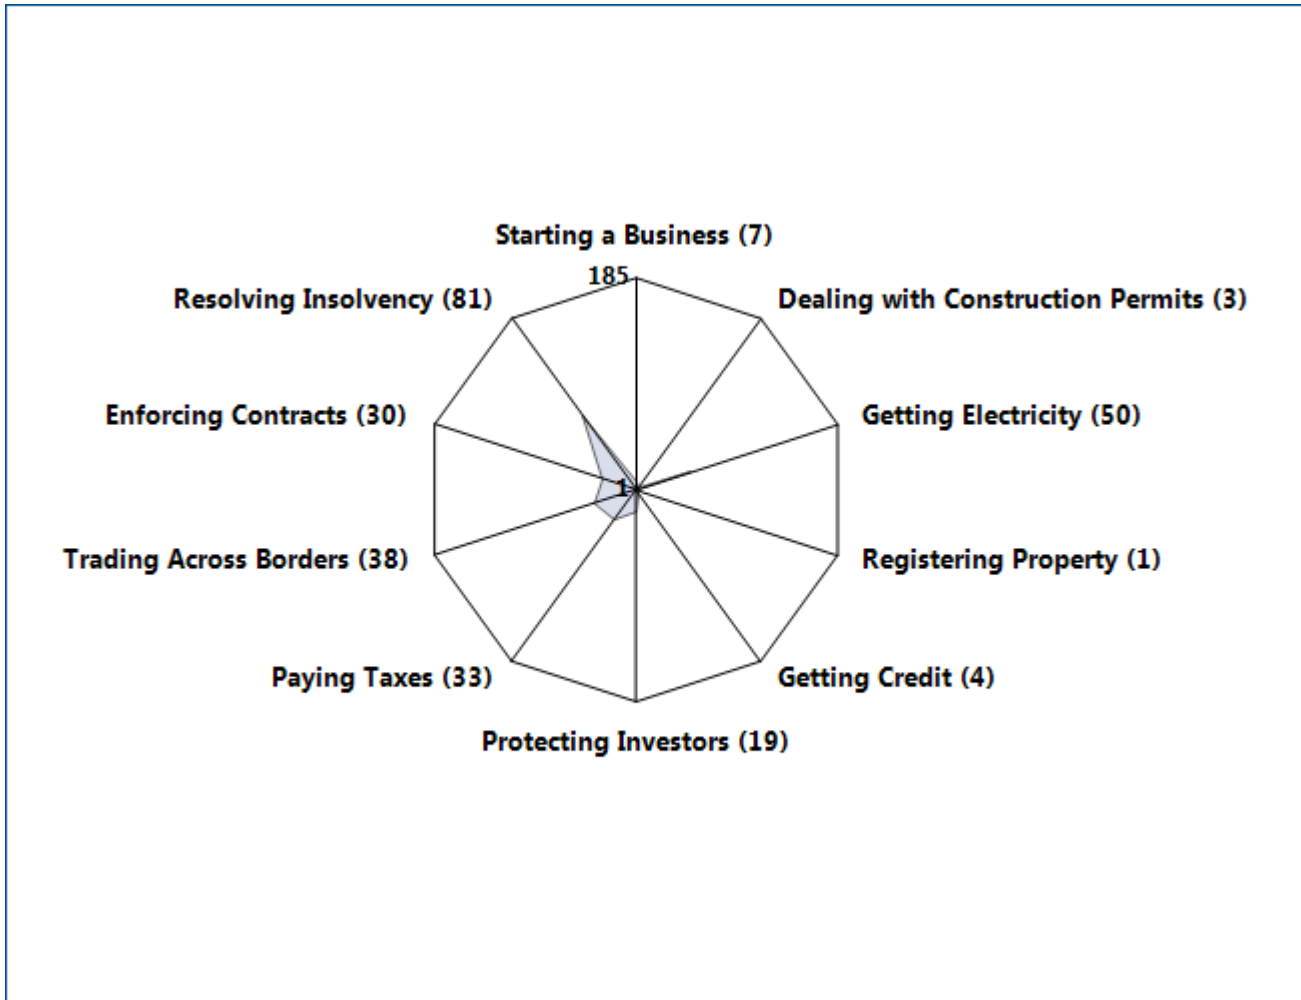 Starting a Business (7)
185
Resolving Insolvency (81)
Dealing with Construction Permits (3)
Enforcing Contracts (30)
Getting Electricity (50)
1
Trading Across Borders (38)
Registering Property (1)
Paying Taxes (33)
Getting Credit (4)
Protecting Investors (19)